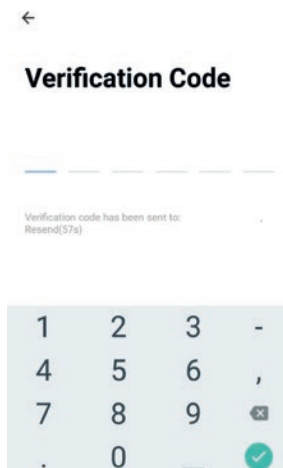 Verification Code
Verification code has been sent to:
Resend(57s)
1 2 3 -
4 5 6 ,
7 8 9
. 0 _